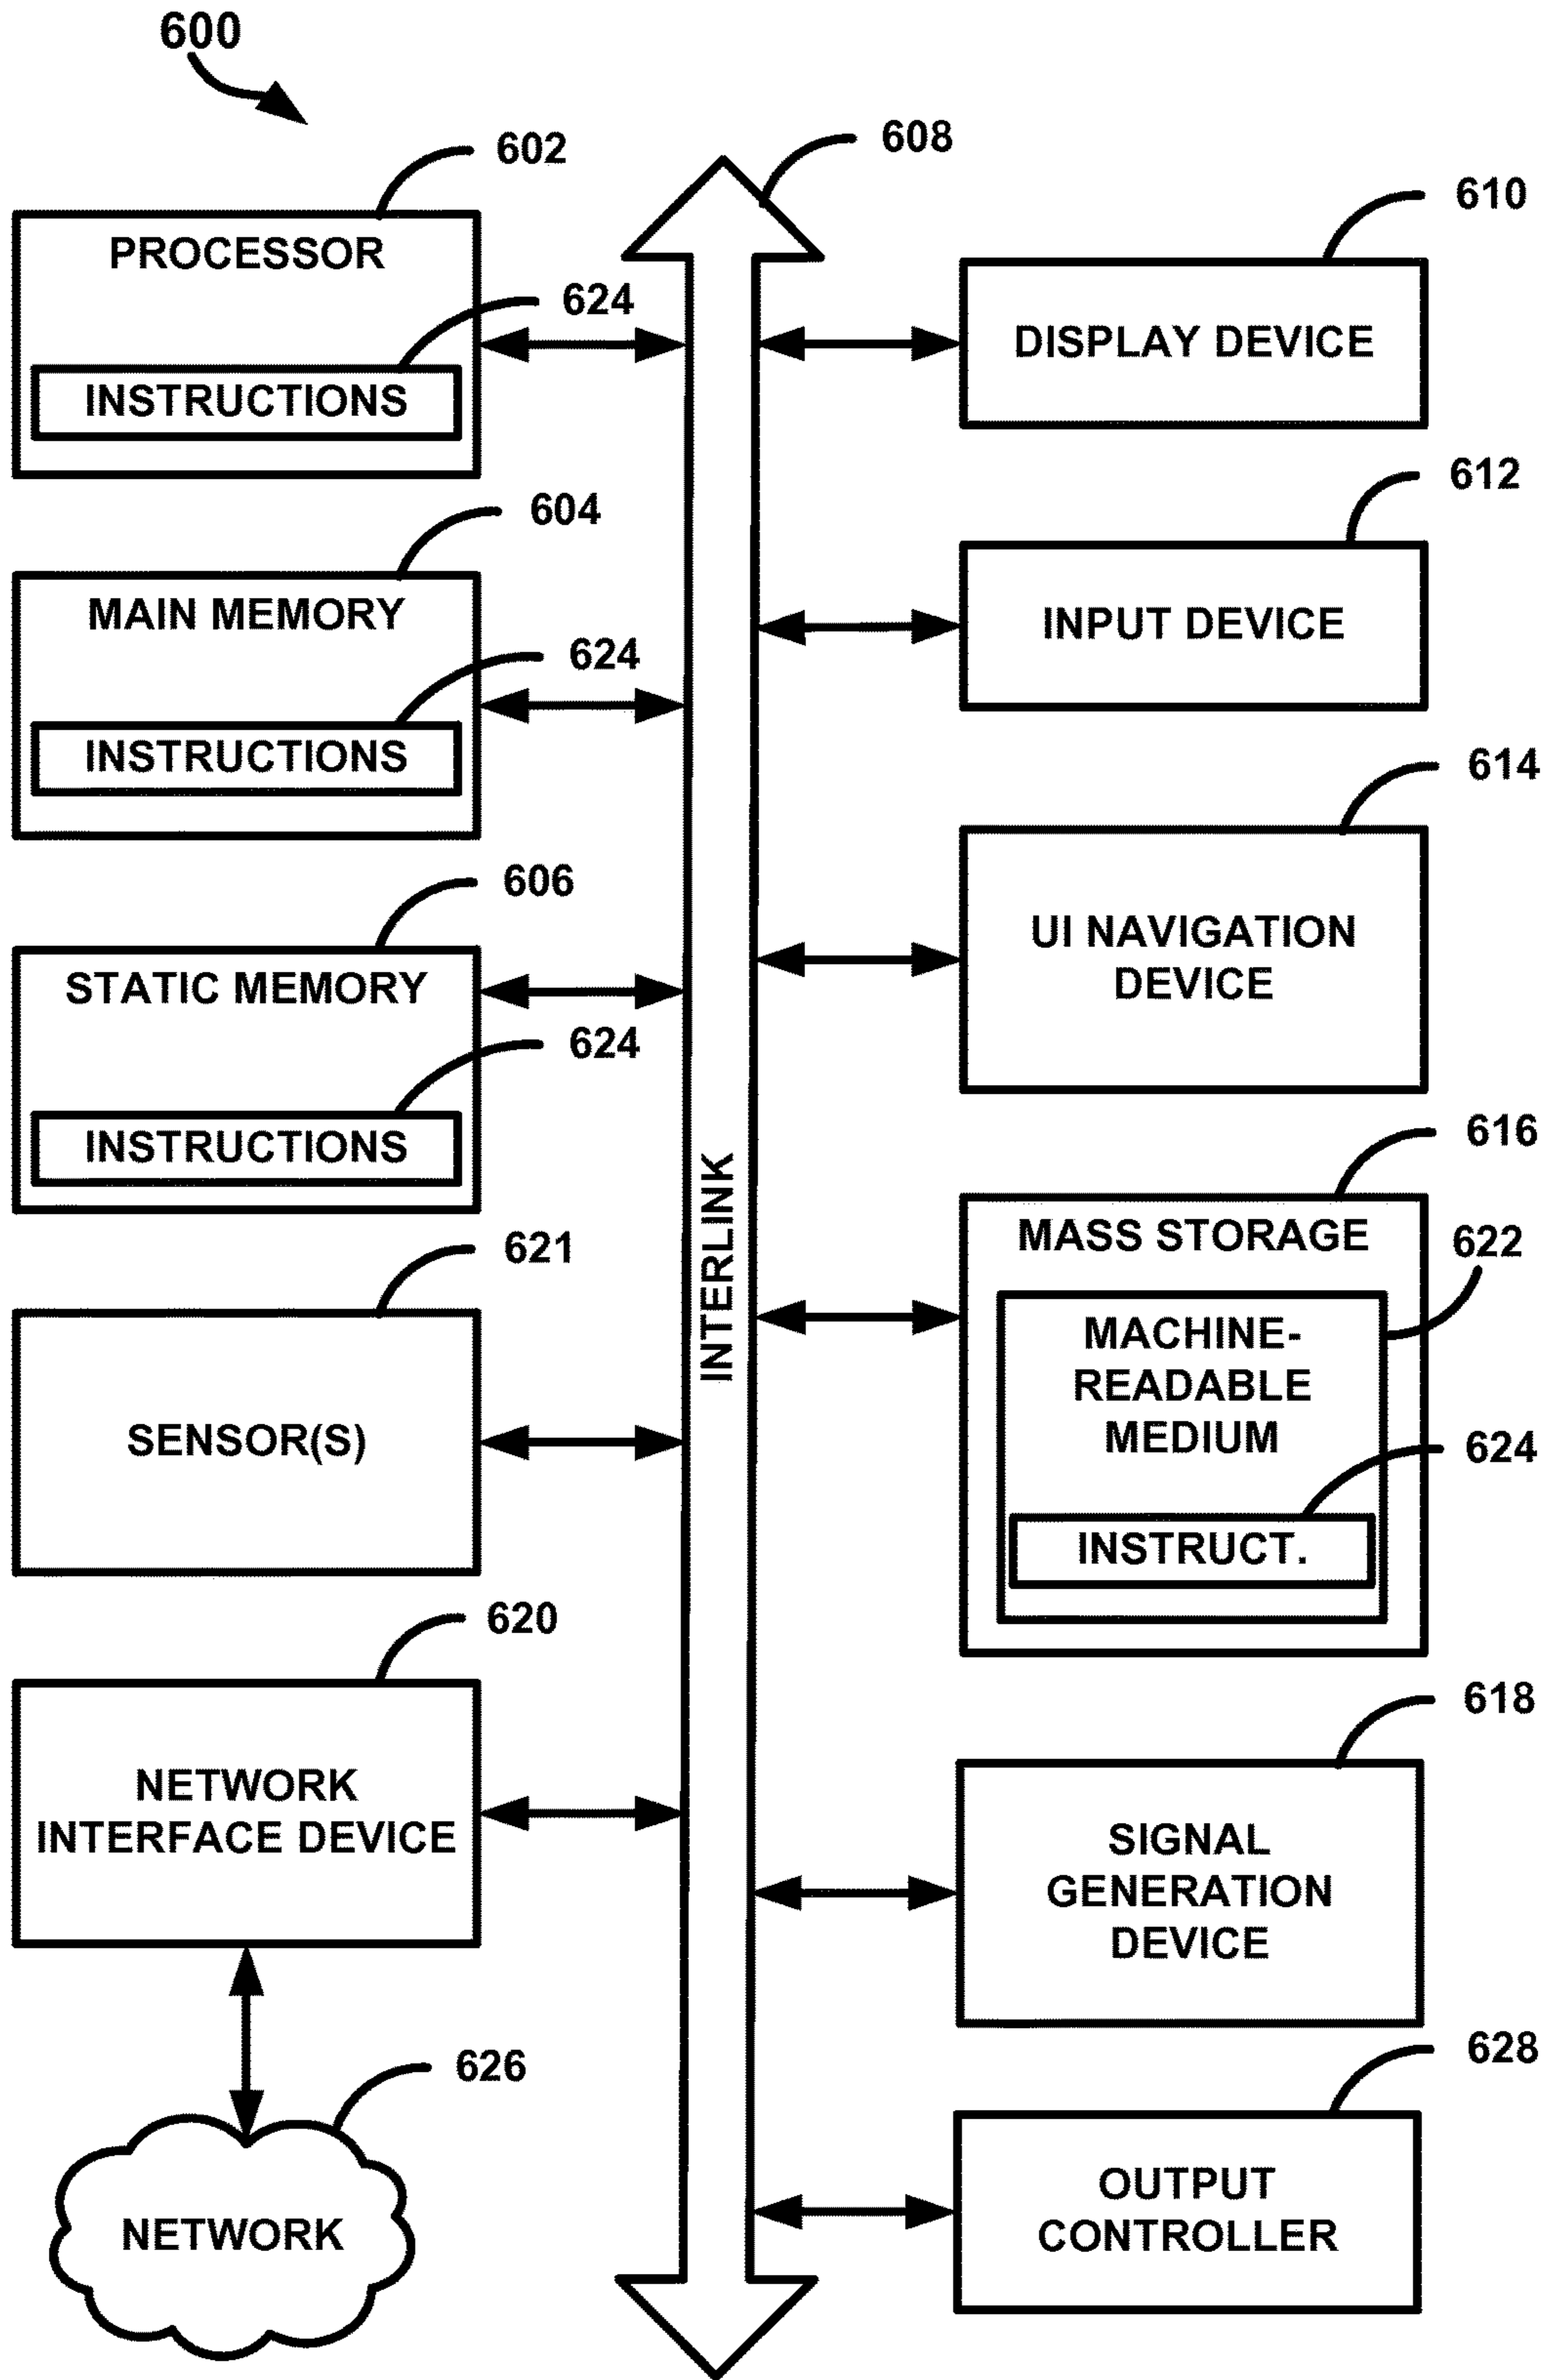 600
602
PROCESSOR
624
INSTRUCTIONS
604
MAIN MEMORY
624
INSTRUCTIONS
606
STATIC MEMORY
624
INSTRUCTIONS
621
SENSOR(S)
620
NETWORK
INTERFACE DEVICE
626
NETWORK
608
INTERLINK
610
DISPLAY DEVICE
612
INPUT DEVICE
614
UI NAVIGATION
DEVICE
616
MASS STORAGE
622
MACHINE-
READABLE
MEDIUM
624
INSTRUCT.
618
SIGNAL
GENERATION
DEVICE
628
OUTPUT
CONTROLLER